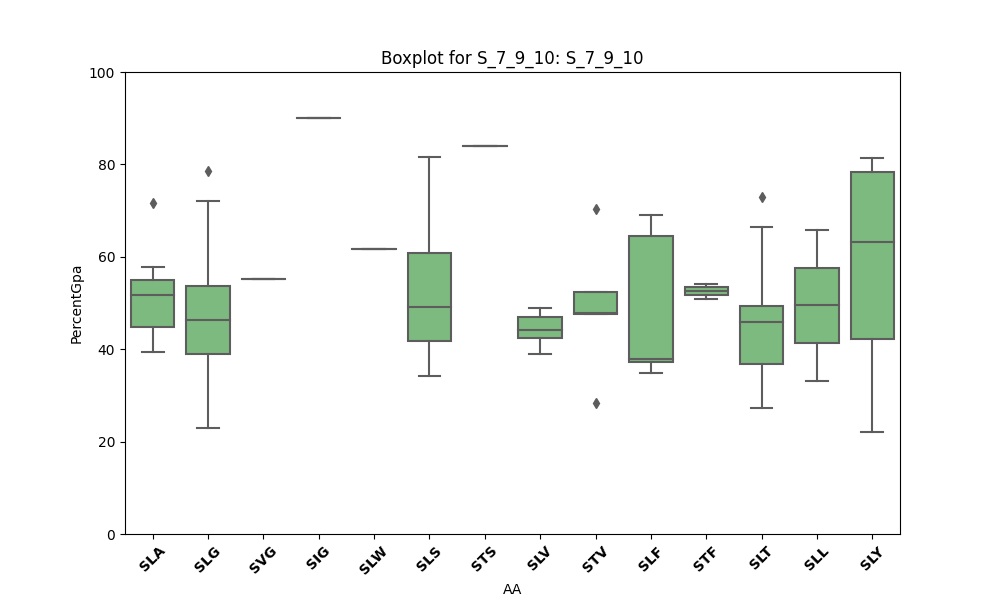 Boxplot for S_7_9_10: S_7_9_10
100
80
60
40
20
0
PercentGpa
SLA SLG SVG SIG SLW SLS STS SLV STV SLF STF SLT SLL SLY
AA